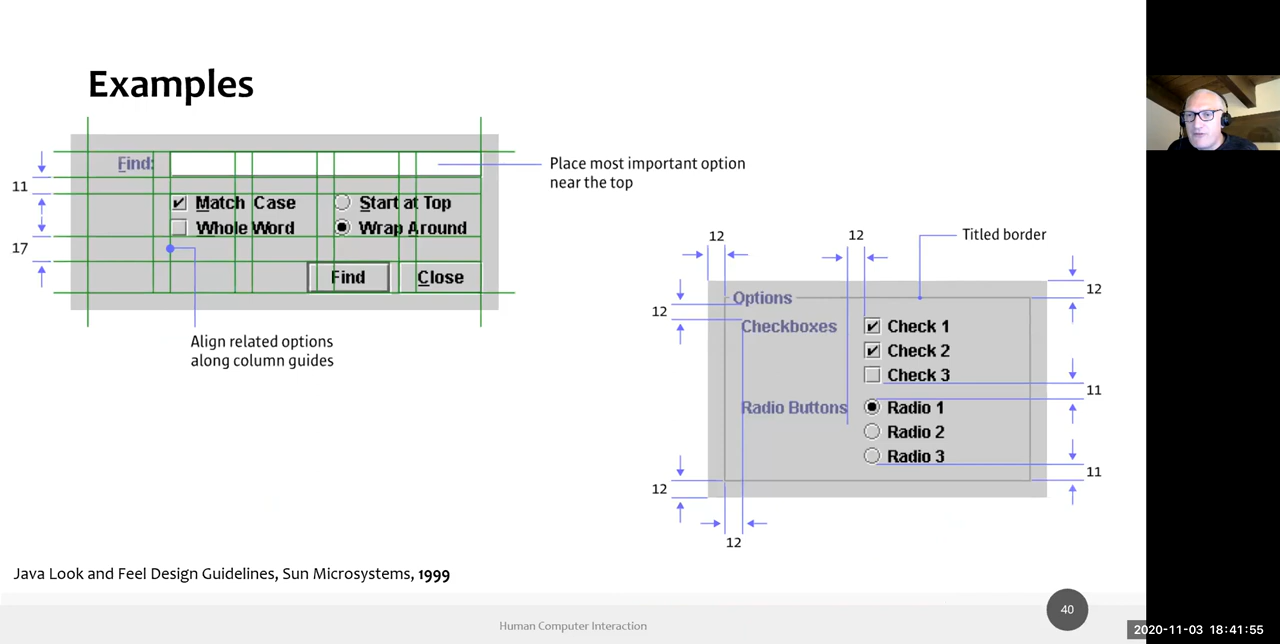 Examples
Find:
11
Match Case
Start at Top
Whole Word
Wrap Around
17
Find
Close
Place most important option
near the top
Align related options
along column guides
12
12
Titled border
12
12
Options
Checkboxes
Check 1
Check 2
Check 3
11
Radio Buttons
Radio 1
Radio 2
Radio 3
11
12
12
Java Look and Feel Design Guidelines, Sun Microsystems, 1999
Human Computer Interaction
40
2020-11-03 18:41:55